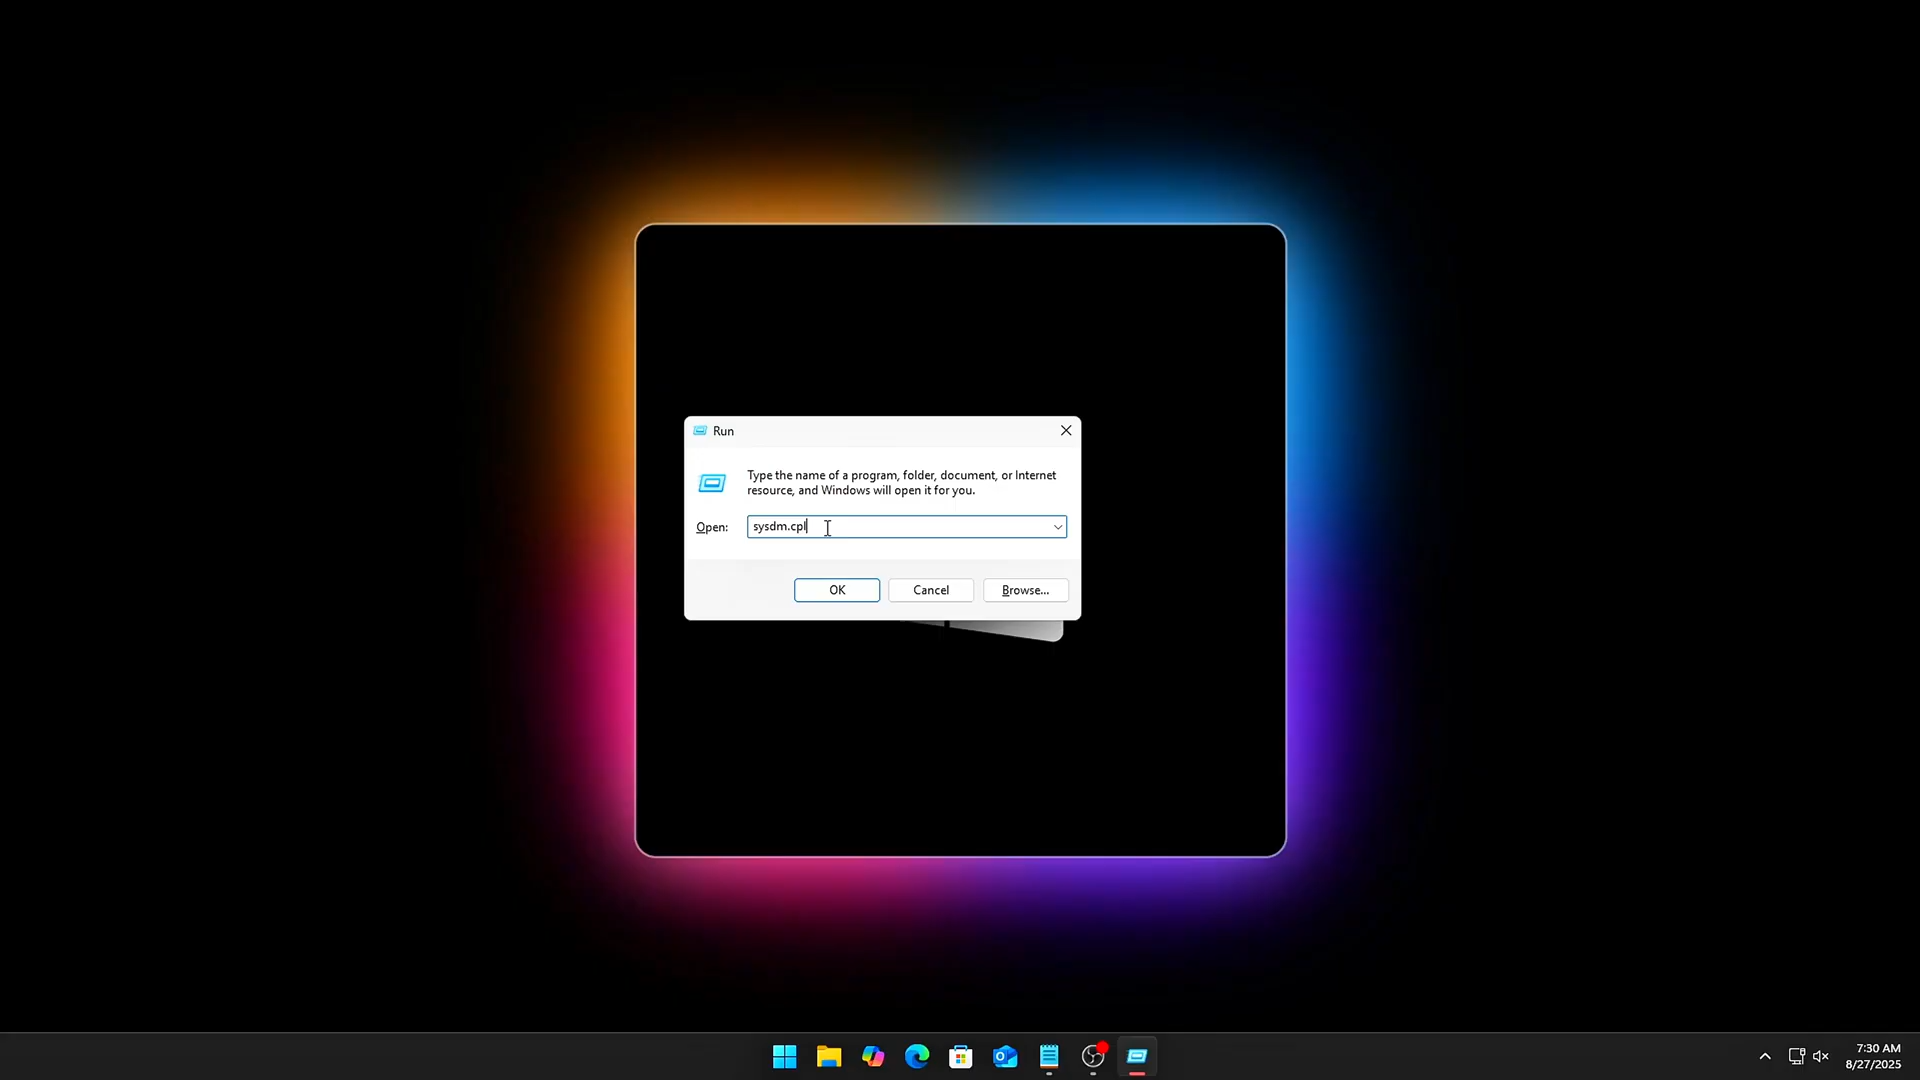 Run
Type the name of a program, folder, document, or Internet
resource, and Windows will open it for you.
Open: sysdm.cpl
OK Cancel Browse...
7:30 AM
8/27/2025